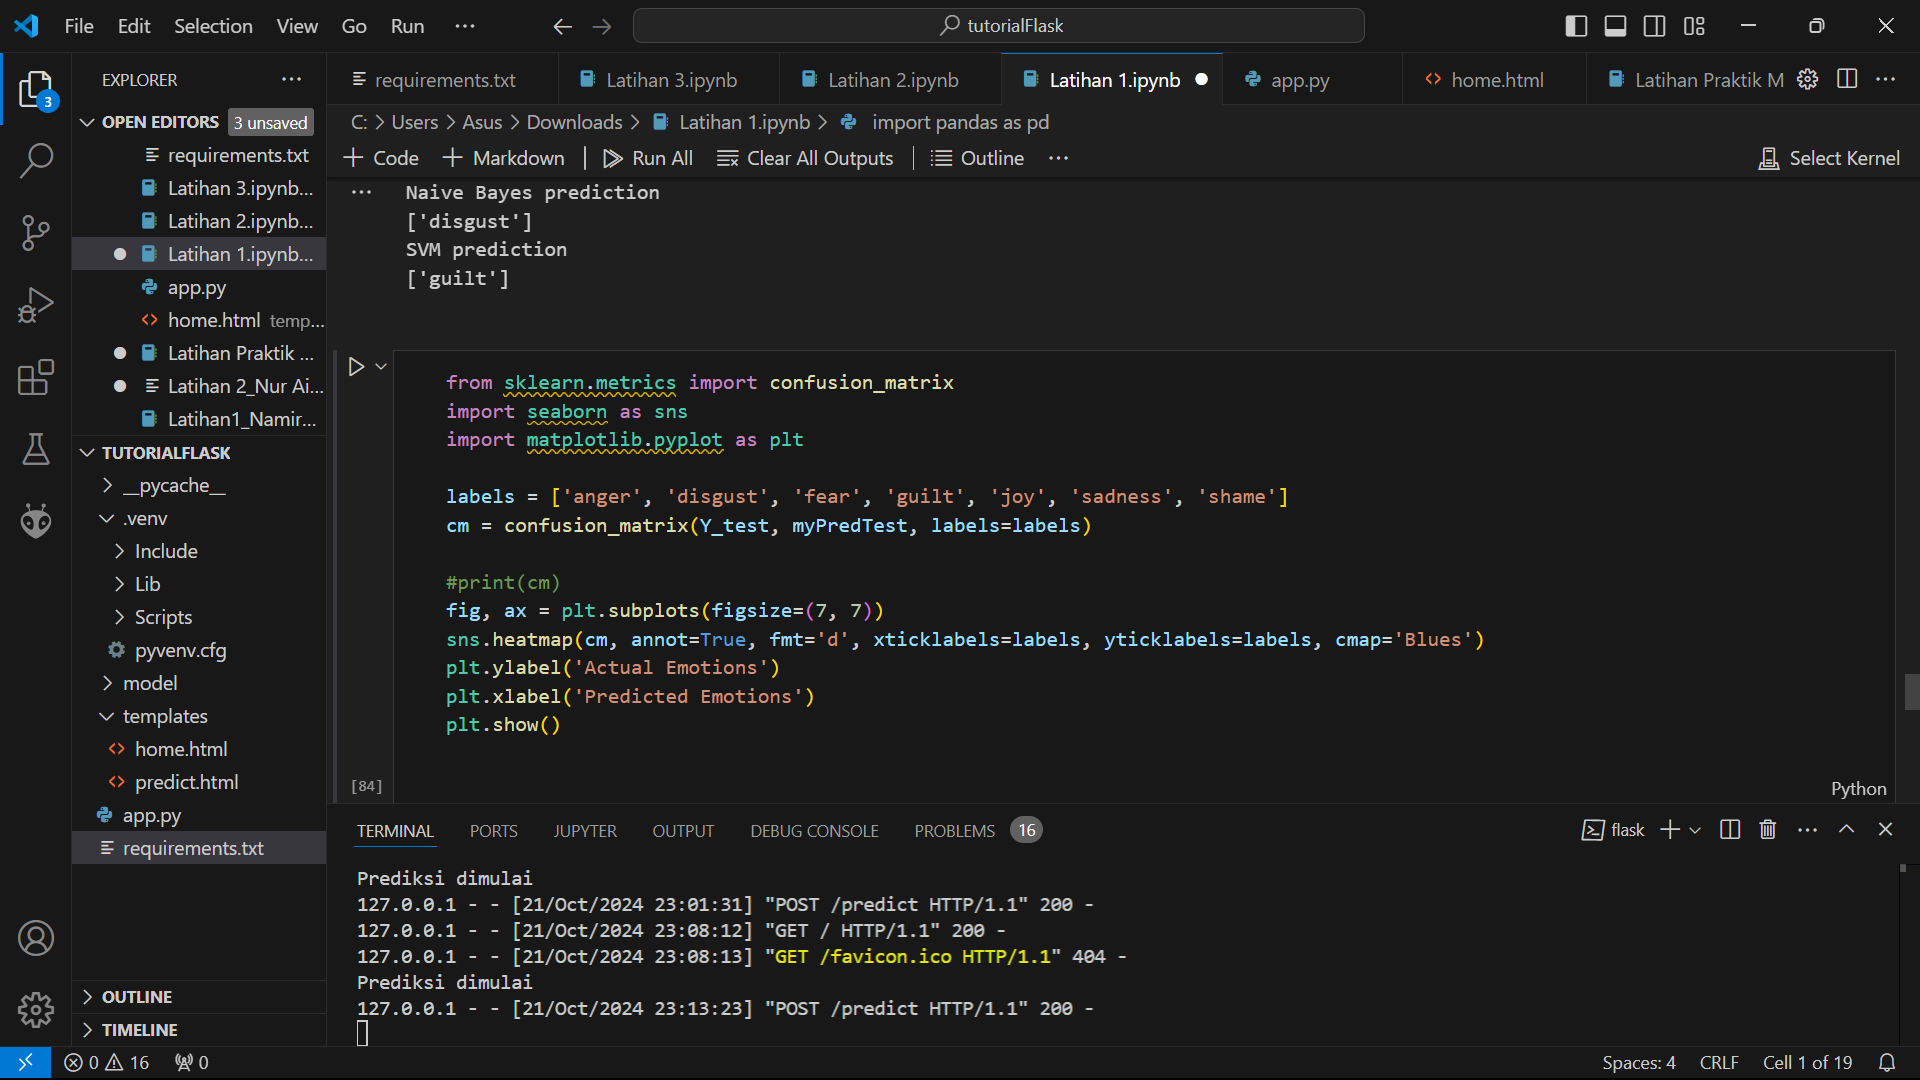 File Edit Selection View Go Run ···
tutorialFlask
EXPLORER ···
OPEN EDITORS 3 unsaved
requirements.txt
Latihan 3.ipynb...
Latihan 2.ipynb...
Latihan 1.ipynb...
app.py
home.html temp...
Latihan Praktik ...
Latihan 2_Nur Ai...
Latihan1_Namir...
TUTORIALFLASK
__pycache__
.venv
Include
Lib
Scripts
pyvenv.cfg
model
templates
home.html
predict.html
app.py
requirements.txt
OUTLINE
TIMELINE
3
requirements.txt Latihan 3.ipynb Latihan 2.ipynb Latihan 1.ipynb app.py home.html Latihan Praktik M ···
C: > Users > Asus > Downloads > Latihan 1.ipynb > import pandas as pd
+ Code + Markdown Run All Clear All Outputs Outline ··· Select Kernel
··· Naive Bayes prediction
['disgust']
SVM prediction
['guilt']
from sklearn.metrics import confusion_matrix
import seaborn as sns
import matplotlib.pyplot as plt
labels = ['anger', 'disgust', 'fear', 'guilt', 'joy', 'sadness', 'shame']
cm = confusion_matrix(Y_test, myPredTest, labels=labels)
#print(cm)
fig, ax = plt.subplots(figsize=(7, 7))
sns.heatmap(cm, annot=True, fmt='d', xticklabels=labels, yticklabels=labels, cmap='Blues')
plt.ylabel('Actual Emotions')
plt.xlabel('Predicted Emotions')
plt.show()
[84]
Python
TERMINAL PORTS JUPYTER OUTPUT DEBUG CONSOLE PROBLEMS 16 flask ···
Prediksi dimulai
127.0.0.1 - - [21/Oct/2024 23:01:31] "POST /predict HTTP/1.1" 200 -
127.0.0.1 - - [21/Oct/2024 23:08:12] "GET / HTTP/1.1" 200 -
127.0.0.1 - - [21/Oct/2024 23:08:13] "GET /favicon.ico HTTP/1.1" 404 -
Prediksi dimulai
127.0.0.1 - - [21/Oct/2024 23:13:23] "POST /predict HTTP/1.1" 200 -
0 16 0 Spaces: 4 CRLF Cell 1 of 19